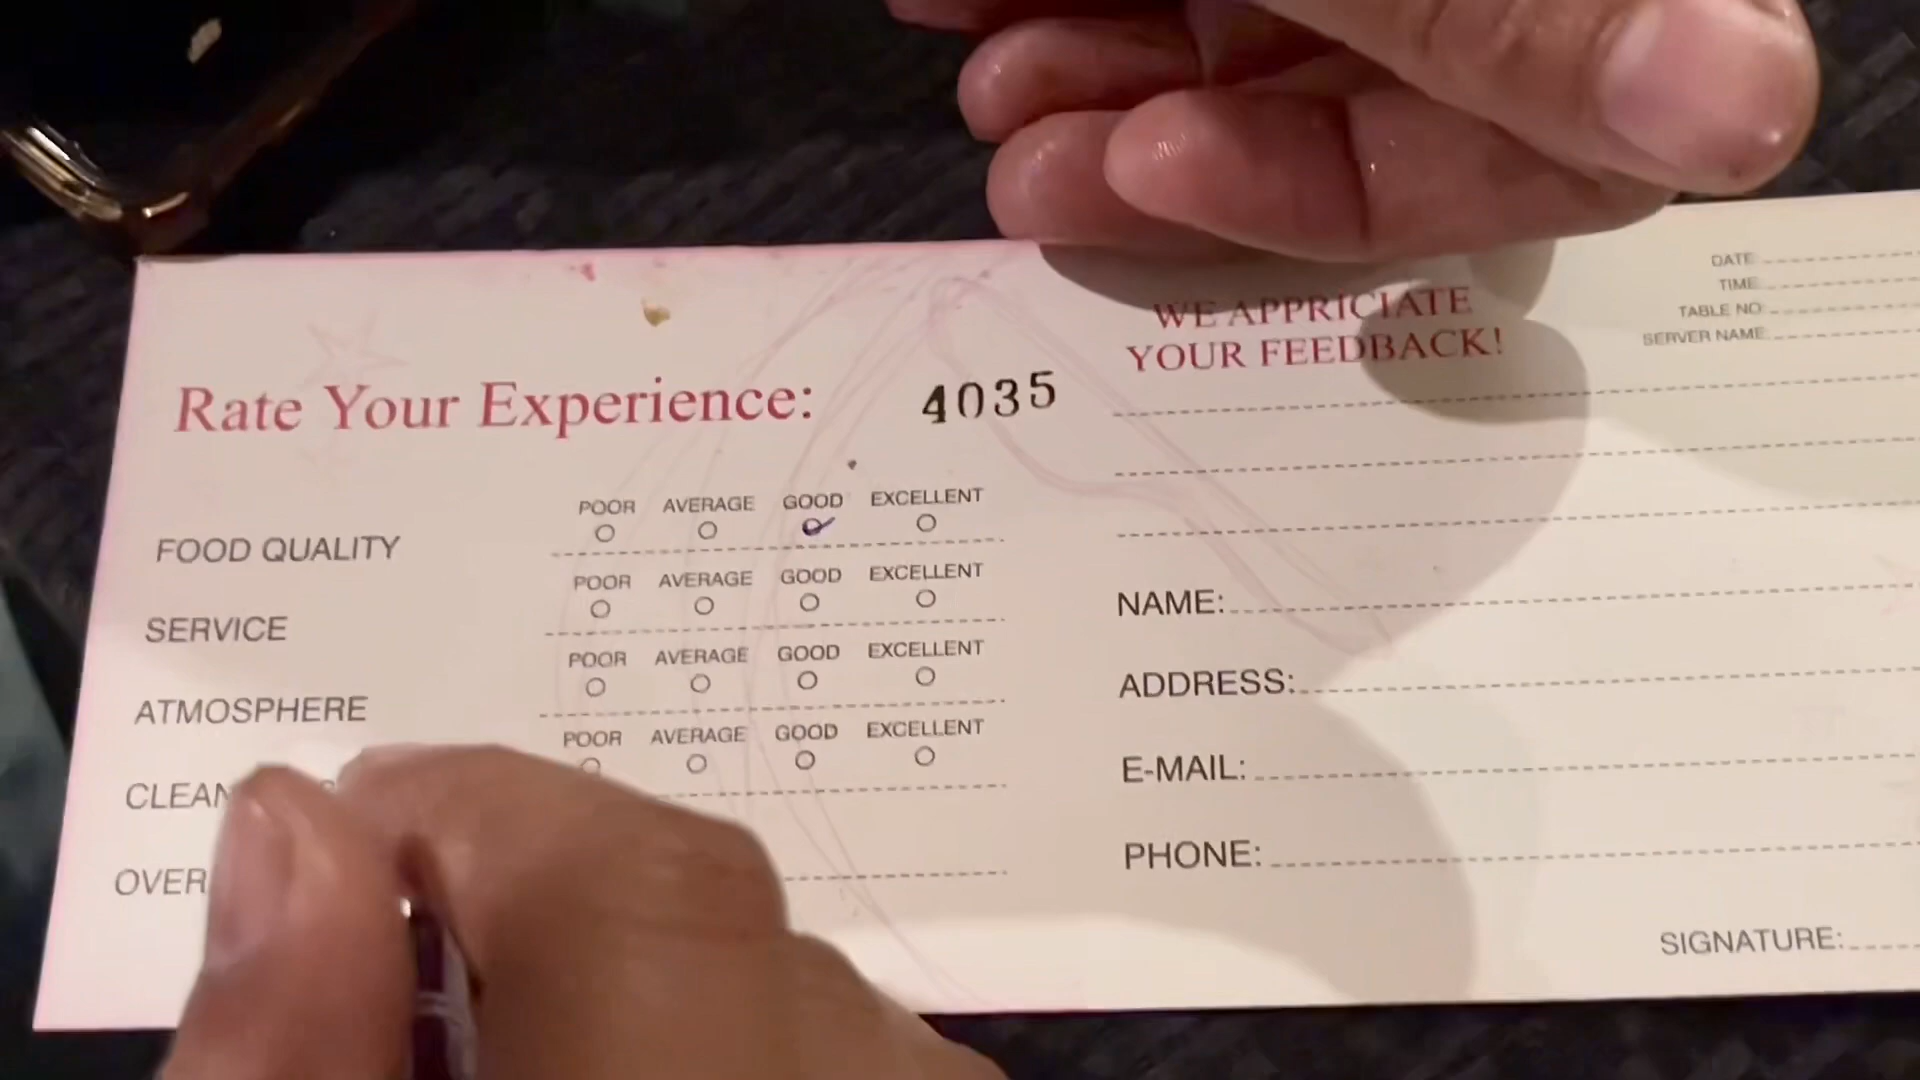 Rate Your Experience: 4035
FOOD QUALITY POOR AVERAGE GOOD EXCELLENT
SERVICE POOR AVERAGE GOOD EXCELLENT
ATMOSPHERE POOR AVERAGE GOOD EXCELLENT
POOR AVERAGE GOOD EXCELLENT
WE APPRICIATE
YOUR FEEDBACK!
DATE
TIME
TABLE NO
SERVER NAME
NAME:
ADDRESS:
E-MAIL:
PHONE:
SIGNATURE: